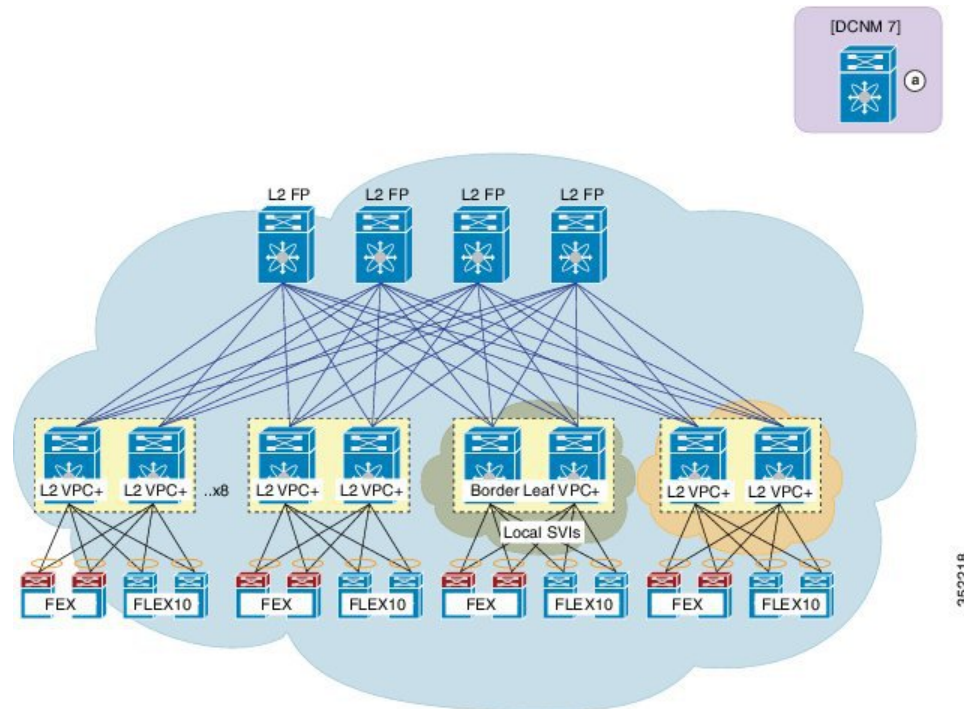 [DCNM 7]
a
L2 FP L2 FP L2 FP L2 FP
L2 VPC+ L2 VPC+ ..x8 L2 VPC+ L2 VPC+ Border Leaf VPC+ L2 VPC+ L2 VPC+
Local SVIs
FEX FLEX10 FEX FLEX10 FEX FLEX10 FEX FLEX10
352218